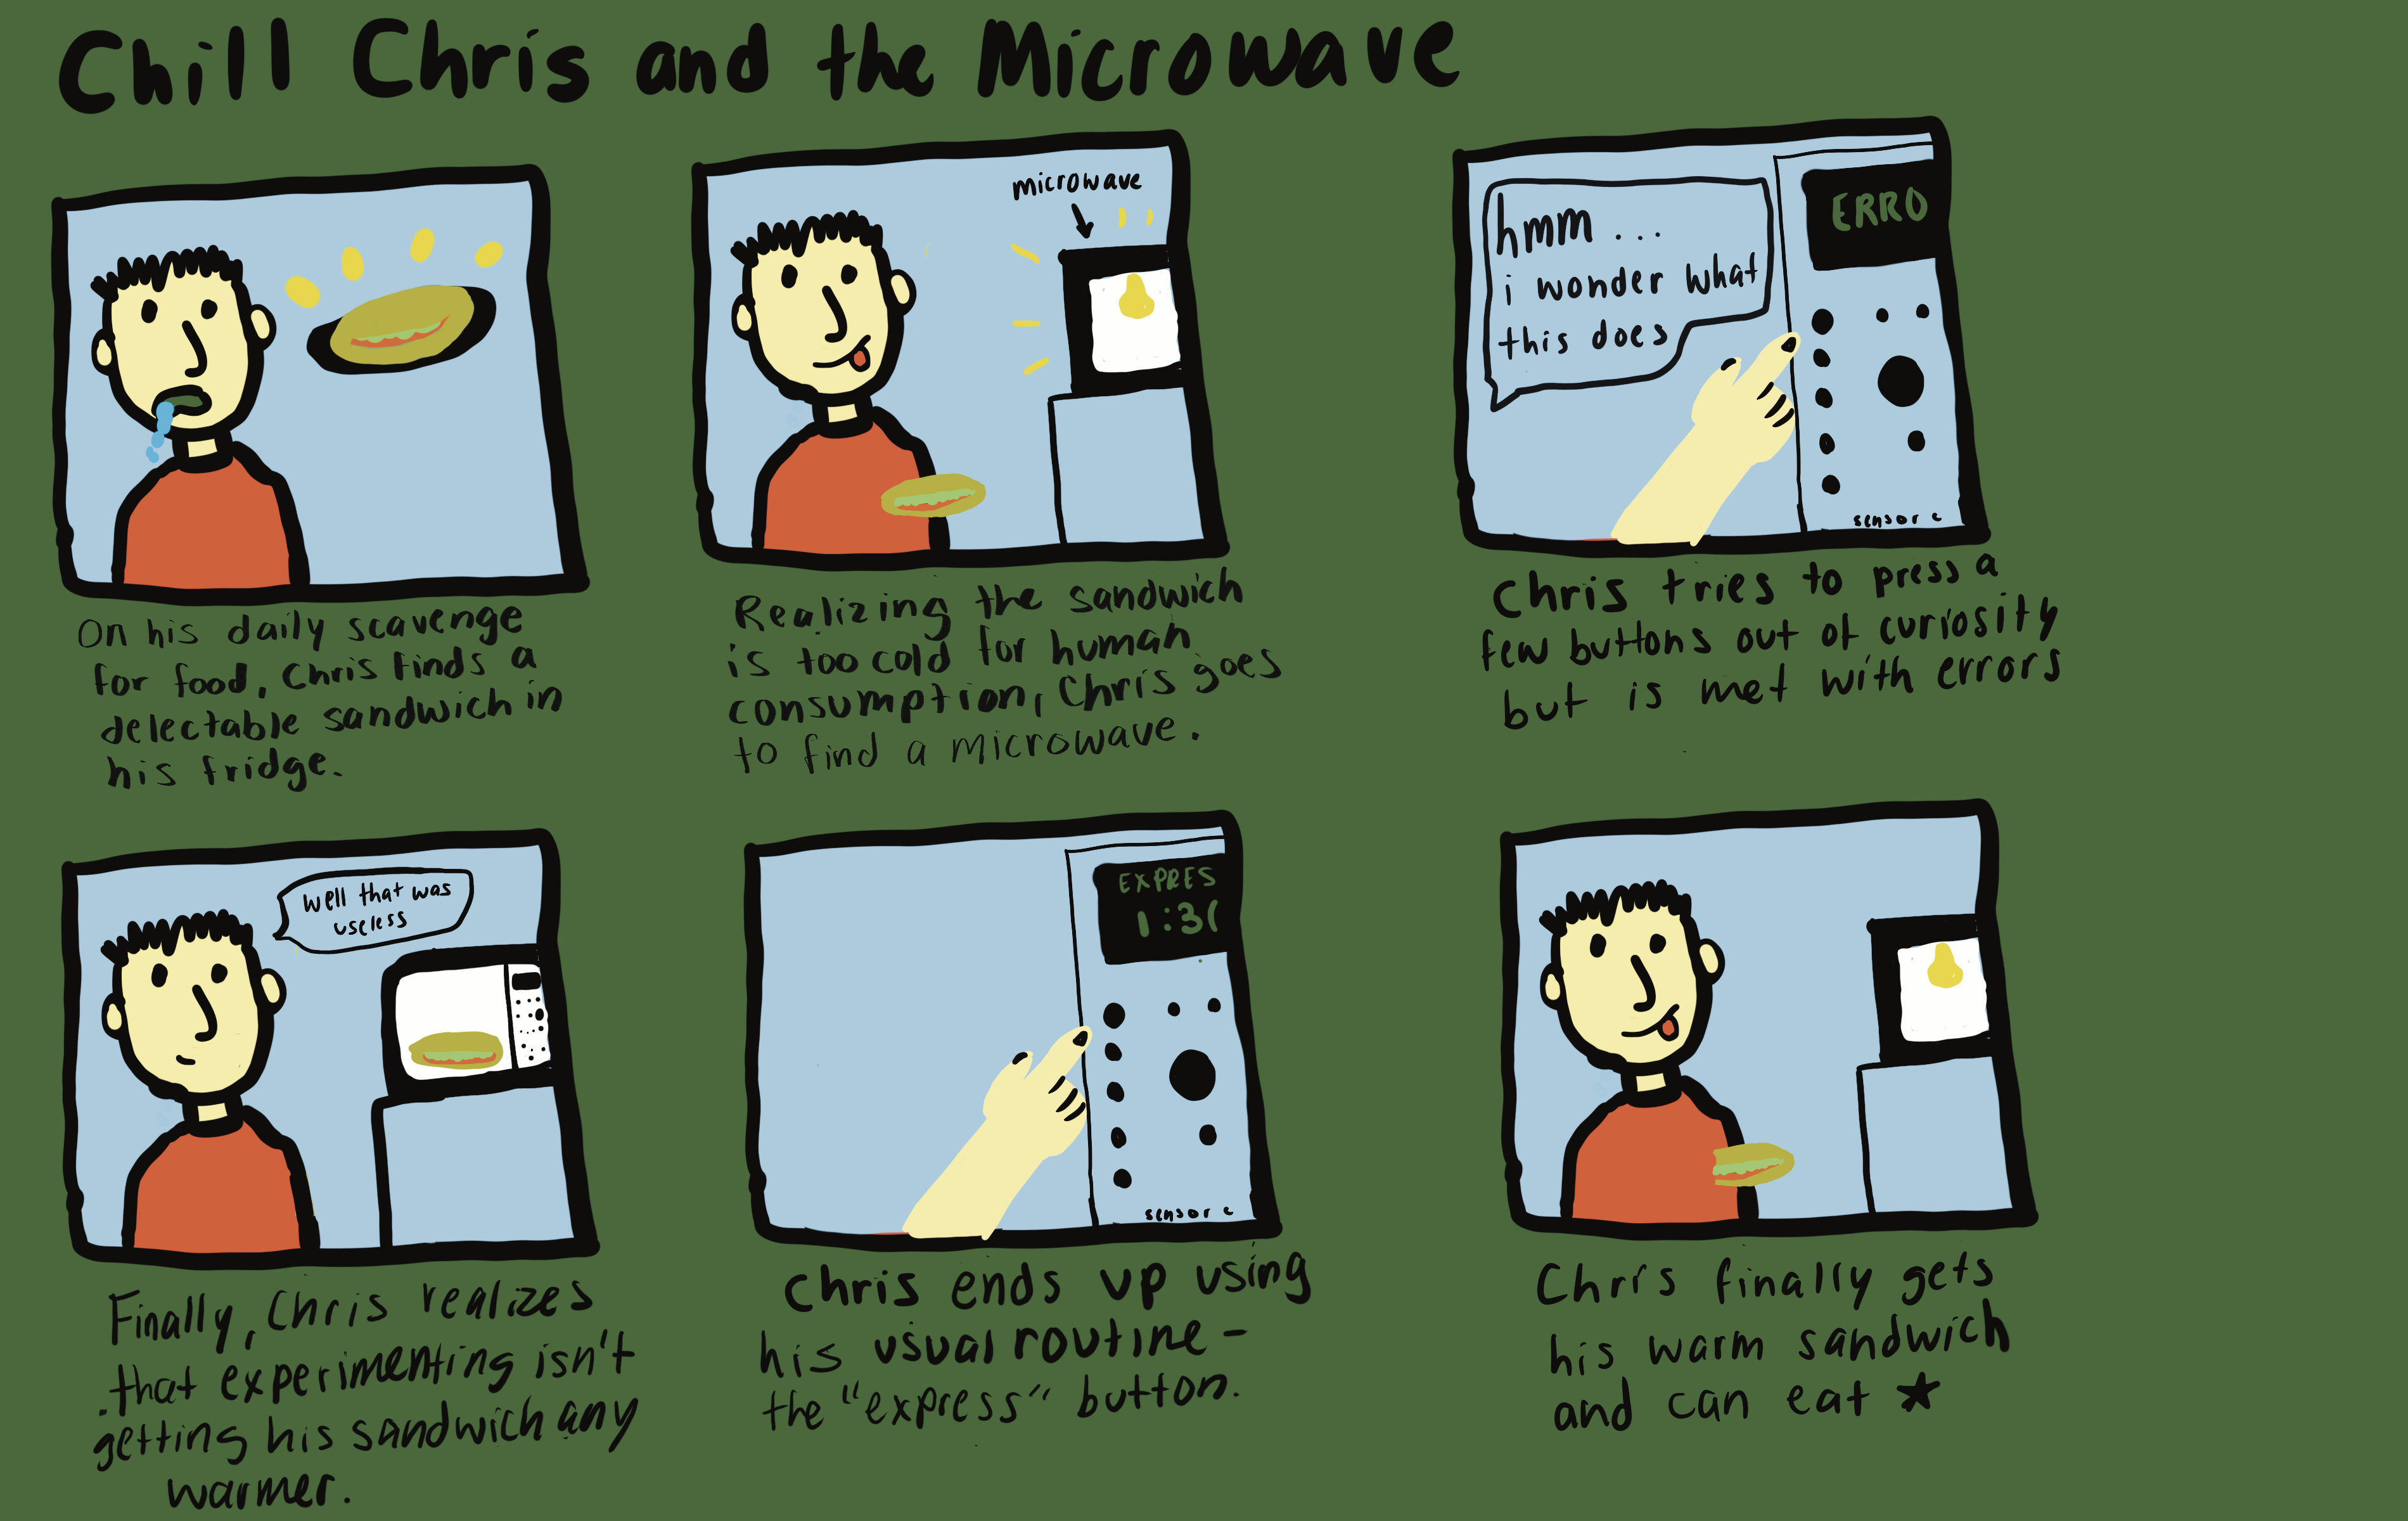 Chill Chris and the Microwave
On his daily scavenge
for food, Chris finds a
delectable sandwich in
his fridge.
microwave
Realizing the sandwich
is too cold for human
consumption, Chris goes
to find a microwave.
hmm ...
i wonder what
this does
ERRO
sensor c
Chris tries to press a
few buttons out of curiosity
but is met with errors
Well that was
useless
Finally, Chris realizes
that experimenting isn't
getting his sandwich any
warmer.
EXPRES
1:3(
sensor c
Chris ends up using
his usual routine -
the "express" button.
Chris finally gets
his warm sandwich
and can eat ★